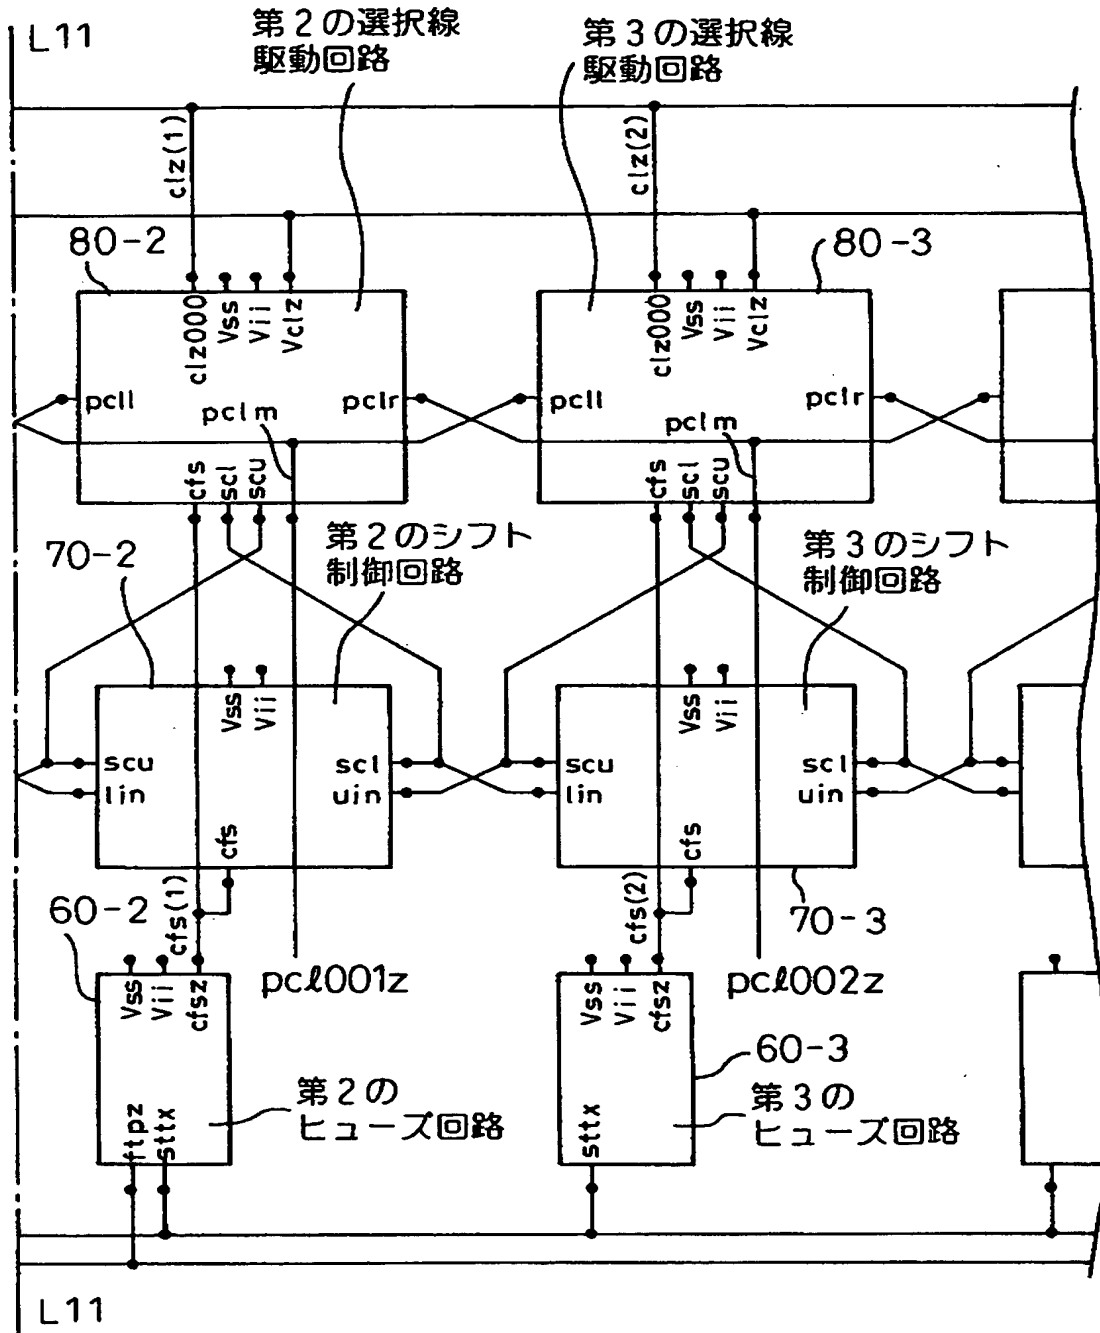 L11
第2の選択線
駆動回路
第3の選択線
駆動回路
clz(1)
clz(2)
80-2
80-3
clz000
Vss
Vii
Vclz
clz000
Vss
Vii
Vclz
pcll
pclr
pclm
pcll
pclr
pclm
cfs
scl
scu
cfs
scl
scu
70-2
第2のシフト
制御回路
第3のシフト
制御回路
Vss
Vii
Vss
Vii
scu
lin
scl
uin
scu
lin
scl
uin
cfs
cfs
60-2
cfs(1)
cfs(2)
70-3
pcl001z
pcl002z
Vss
Vii
cfsz
Vss
Vii
cfsz
60-3
第2の
ヒューズ回路
第3の
ヒューズ回路
ftpz
sttx
sttx
L11